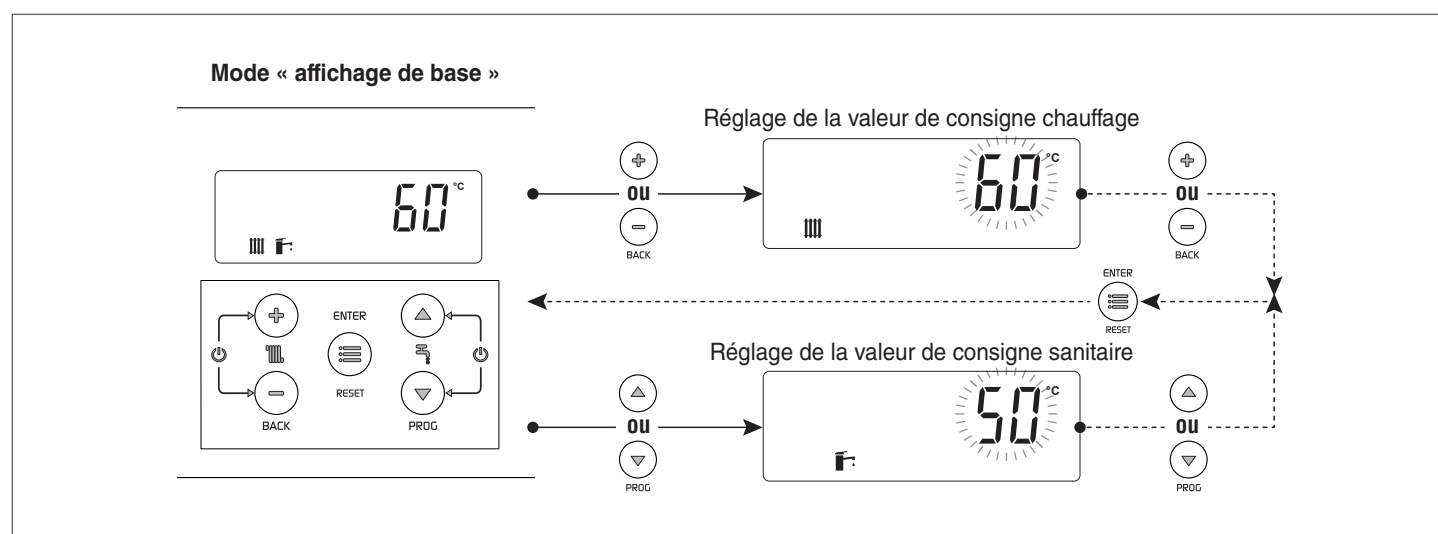 Mode « affichage de base »
60 °C
ENTER
RESET
BACK
PROG
ou
BACK
Réglage de la valeur de consigne chauffage
60 °C
ou
BACK
ENTER
RESET
ou
PROG
Réglage de la valeur de consigne sanitaire
50 °C
ou
PROG